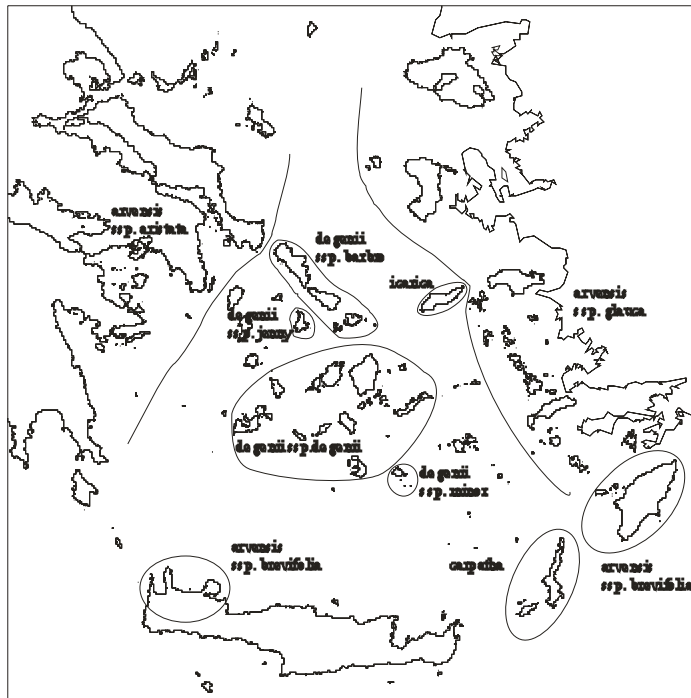 arvensis
ssp. aristata
degenii
ssp. barbro
icarica
arvensis
ssp. glauca
degenii
ssp. jenny
degenii ssp. degenii
degenii
ssp. minor
arvensis
ssp. brevifolia
carpatha
arvensis
ssp. brevifolia